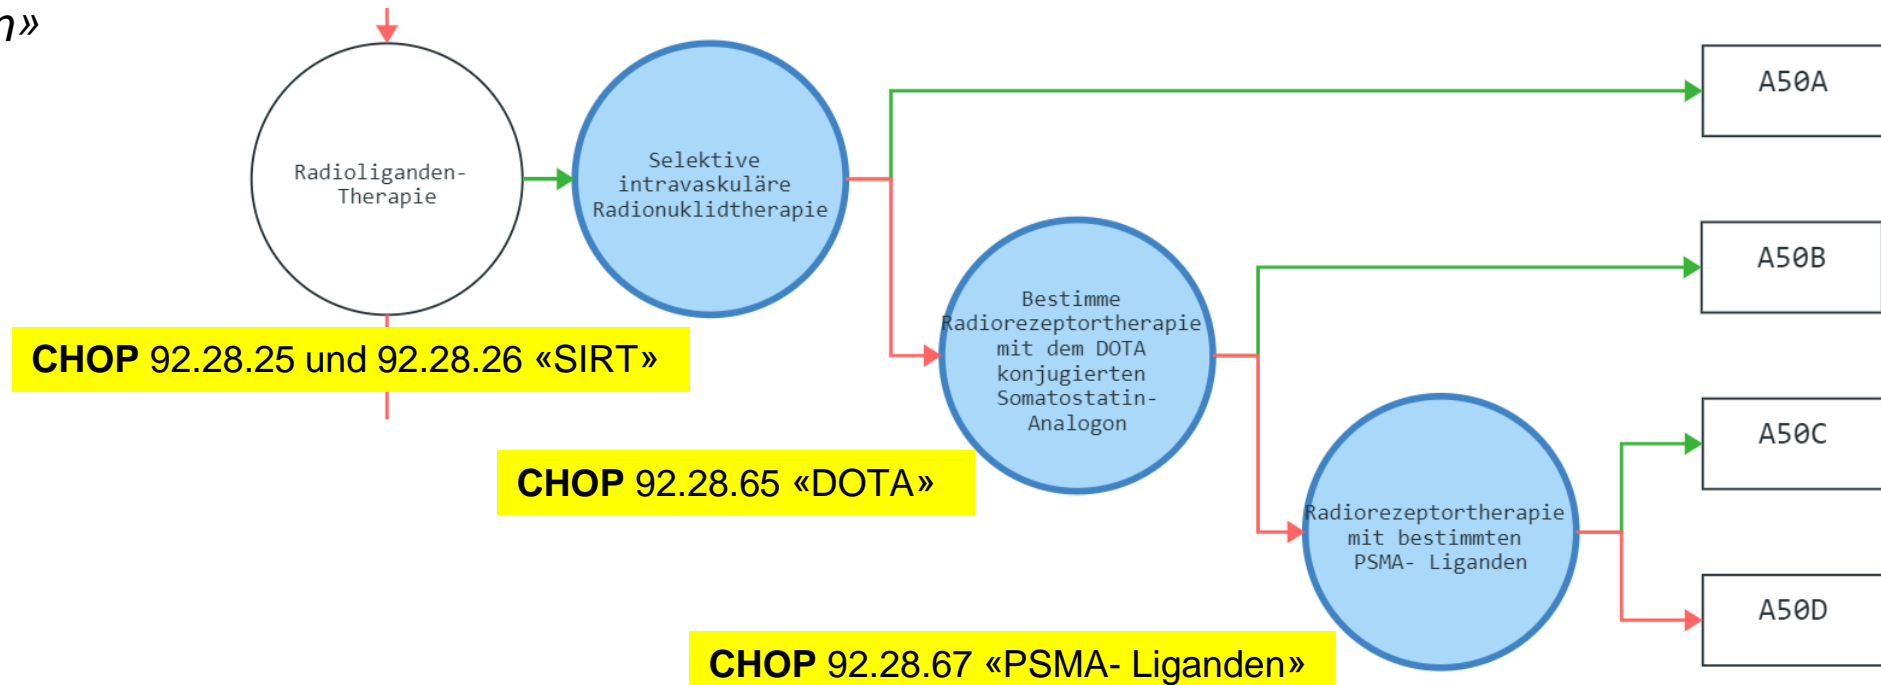 n»
Radioliganden-
Therapie
Selektive
intravaskuläre
Radionuklidtherapie
A50A
Bestimme
Radiorezeptortherapie
mit dem DOTA
konjugierten
Somatostatin-
Analogon
A50B
CHOP 92.28.25 und 92.28.26 «SIRT»
CHOP 92.28.65 «DOTA»
Radiorezeptortherapie
mit bestimmten
PSMA- Liganden
A50C
A50D
CHOP 92.28.67 «PSMA- Liganden»